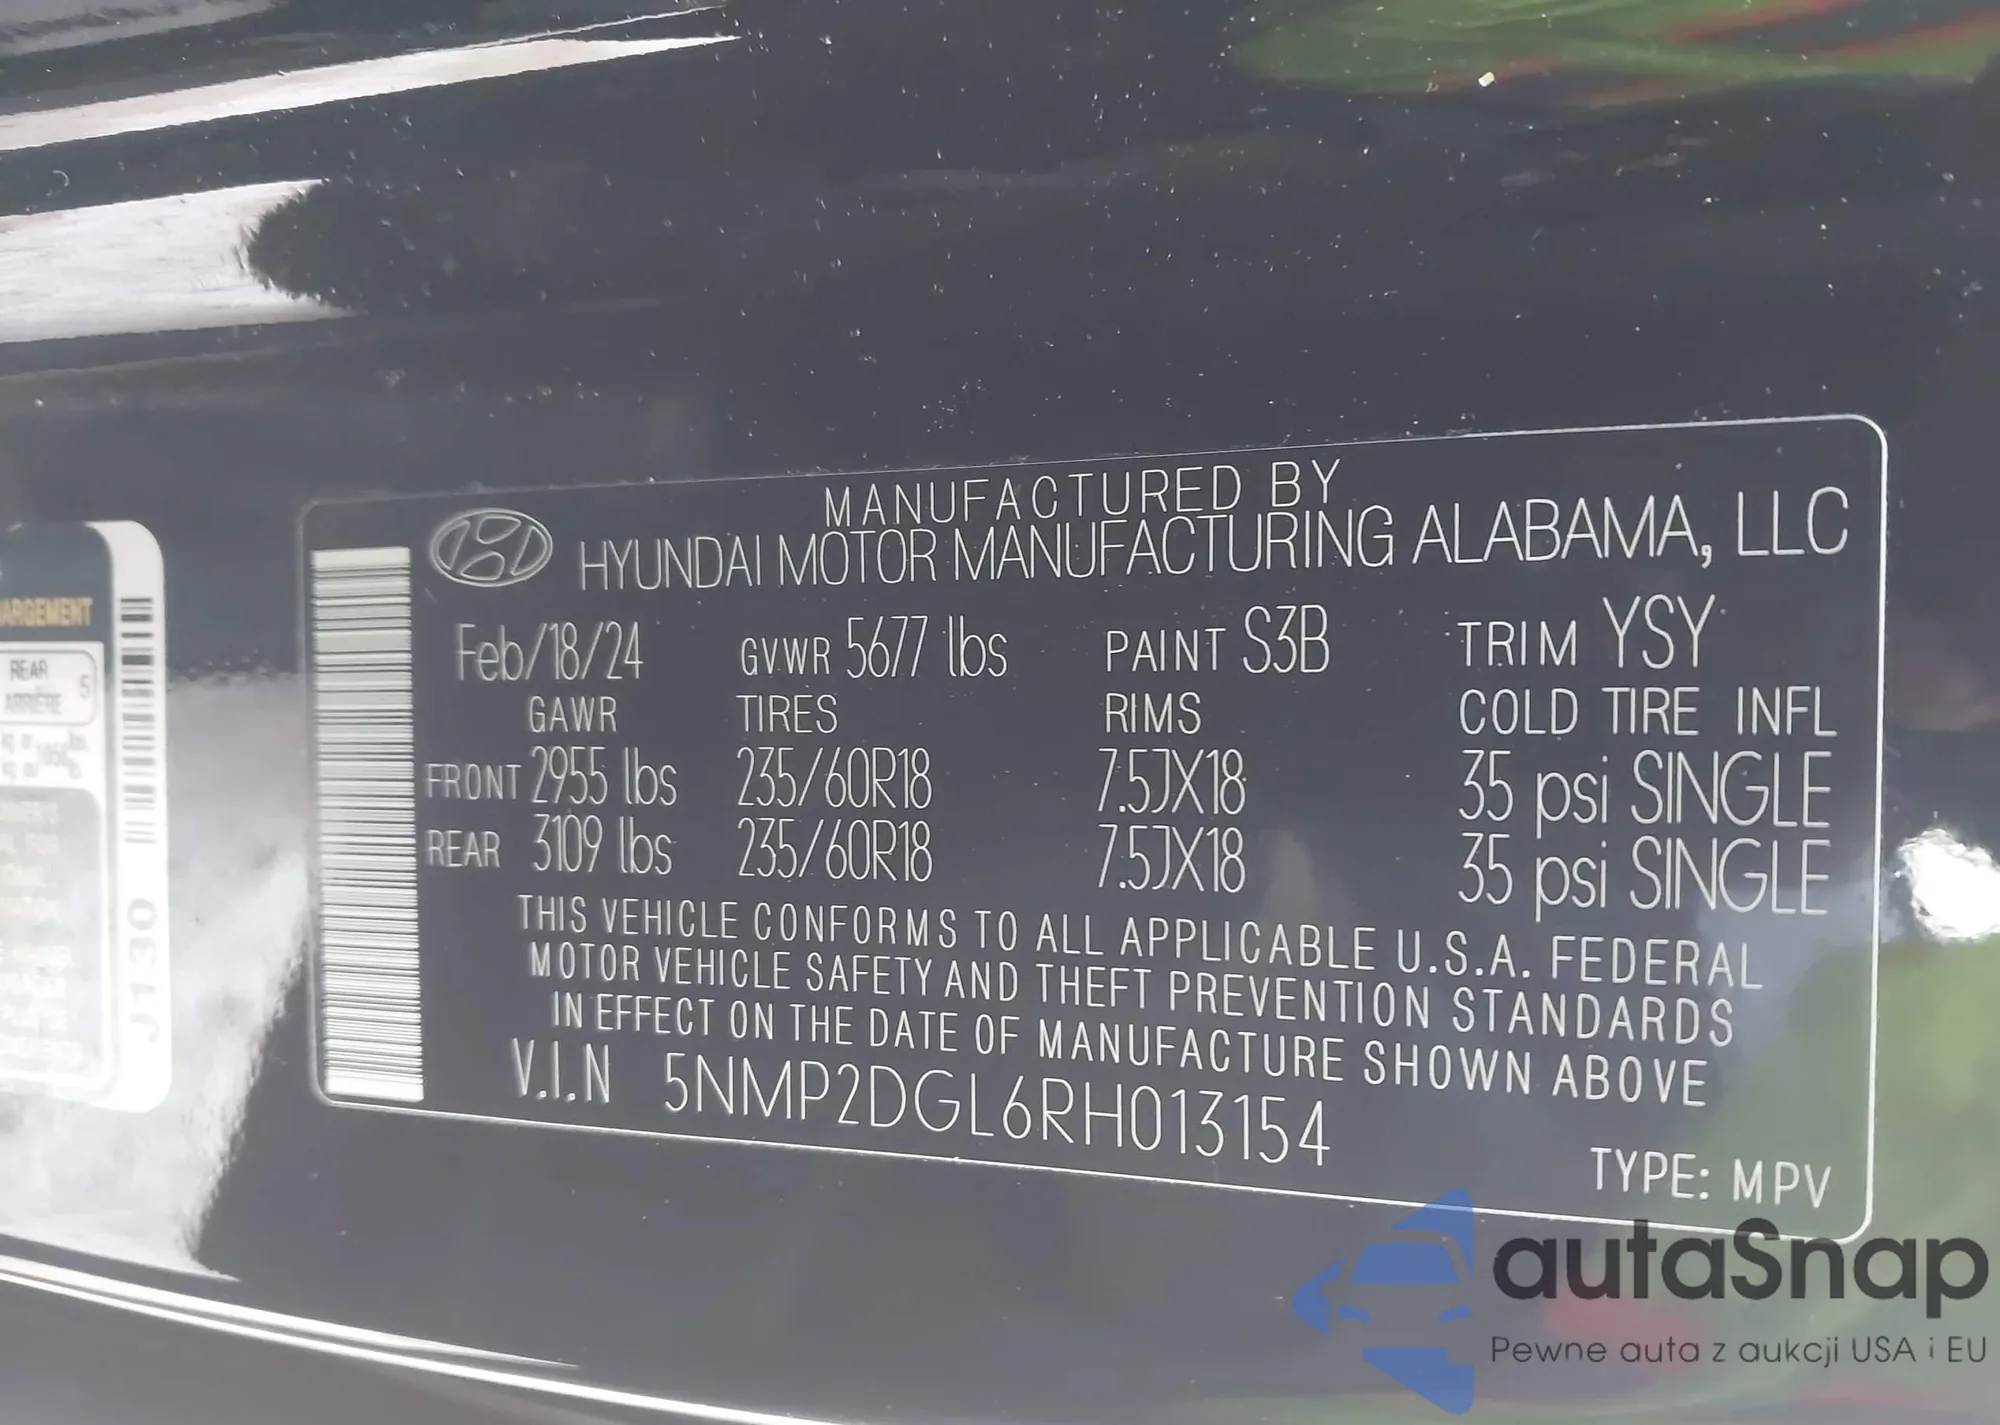 MANUFACTURED BY
HYUNDAI MOTOR MANUFACTURING ALABAMA, LLC
Feb/18/24 GVWR 5677 lbs PAINT S3B TRIM YSY
GAWR TIRES RIMS COLD TIRE INFL
FRONT 2955 lbs 235/60R18 7.5JX18 35 psi SINGLE
REAR 3109 lbs 235/60R18 7.5JX18 35 psi SINGLE
THIS VEHICLE CONFORMS TO ALL APPLICABLE U.S.A. FEDERAL
MOTOR VEHICLE SAFETY AND THEFT PREVENTION STANDARDS
IN EFFECT ON THE DATE OF MANUFACTURE SHOWN ABOVE
V.I.N 5NMP2DGL6RH013154
TYPE: MPV
REAR
ARRIÈRE 5
J130
autaSnap
Pewne auta z aukcji USA i EU